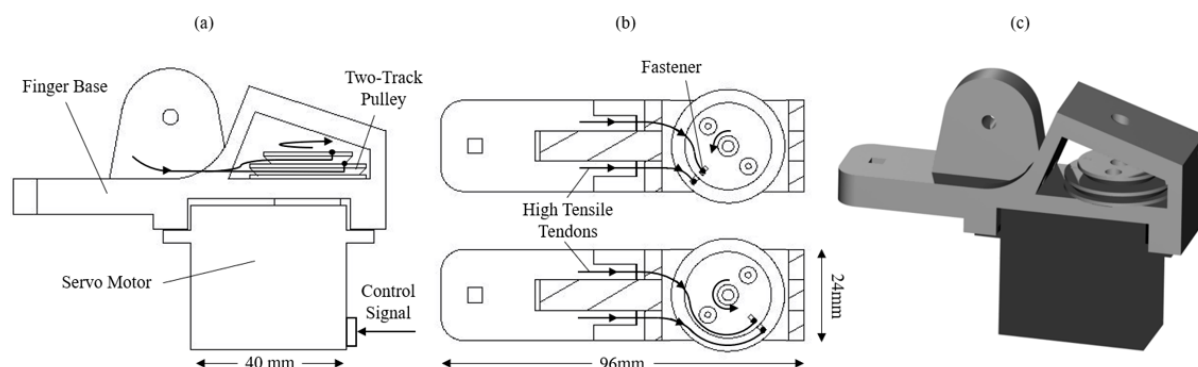 (a)
Finger Base
Two-Track
Pulley
Servo Motor
Control
Signal
40 mm
(b)
Fastener
High Tensile
Tendons
24mm
96mm
(c)